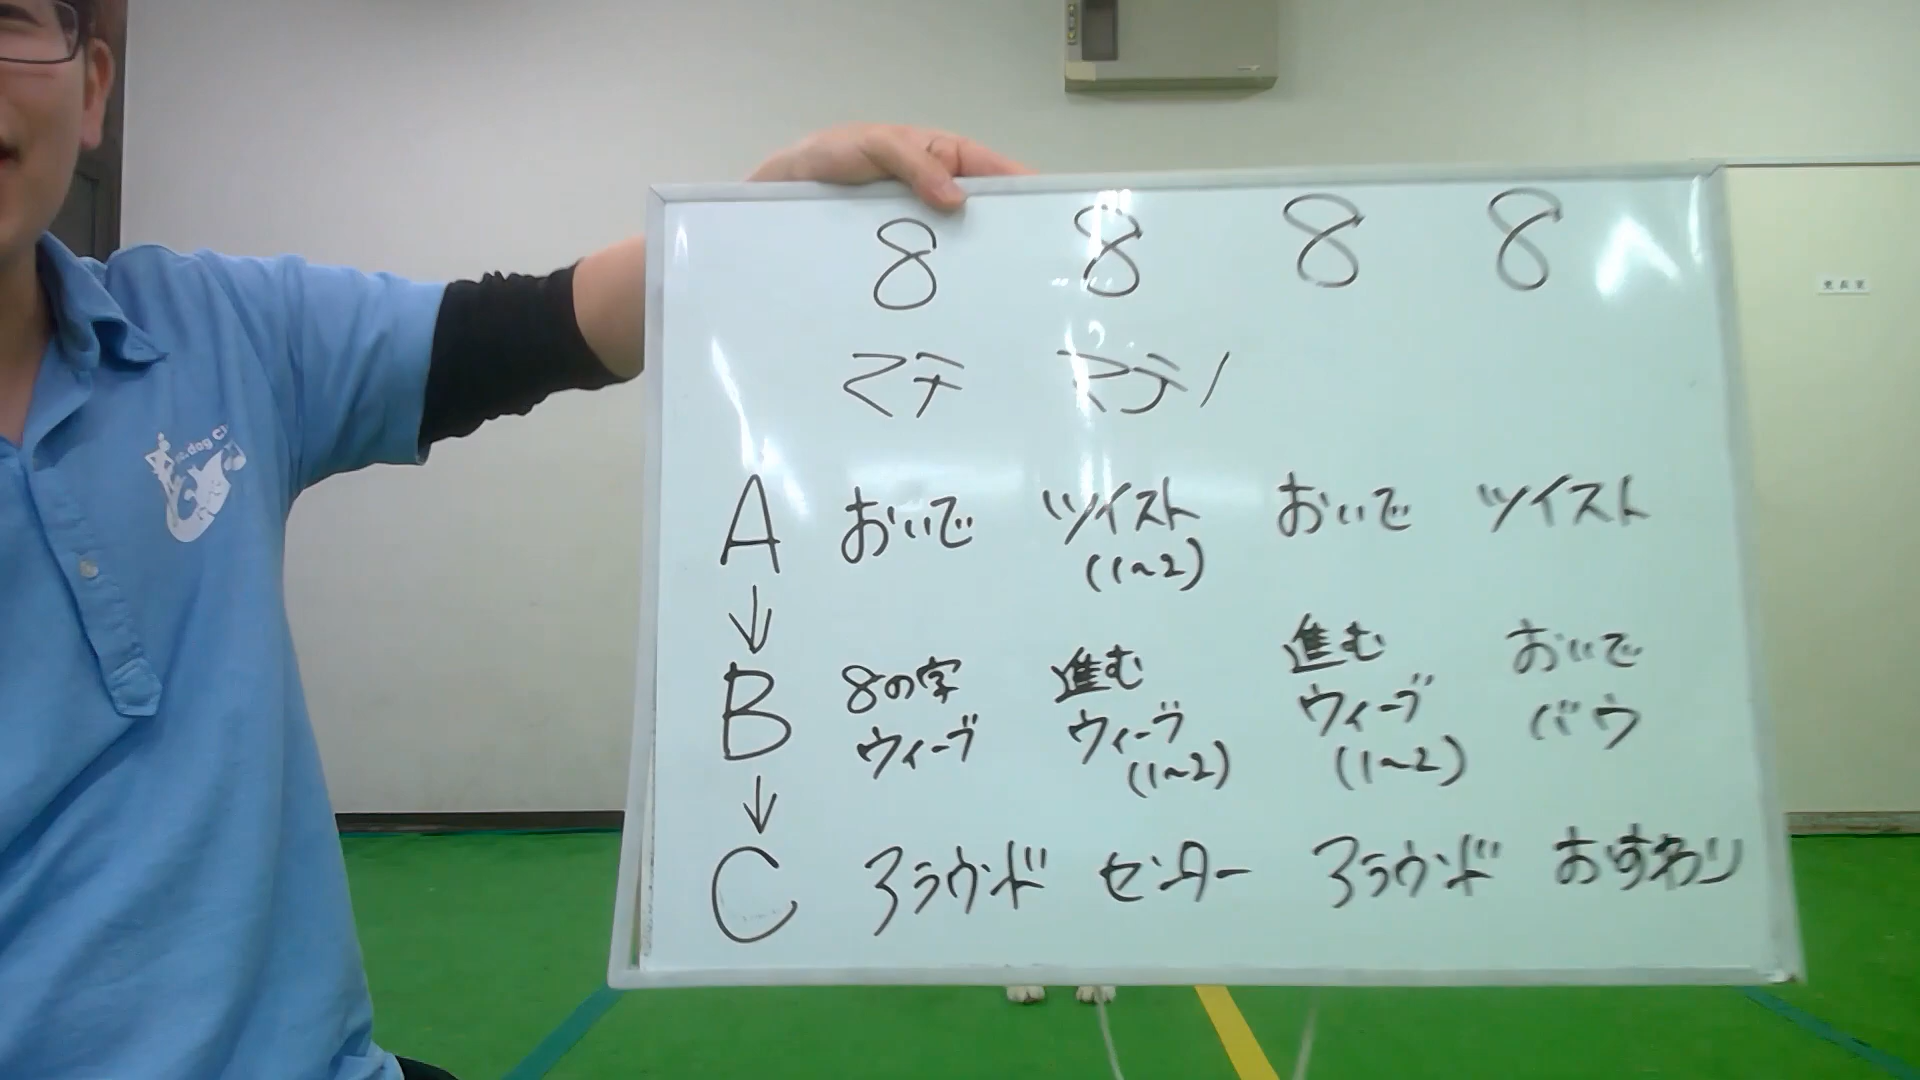 8 8 8 8
マテ マテ/
A おいで ツイスト おいで ツイスト
(1~2)
↓
B 8の字 進む 進む おいで
ウィーブ ウィーブ ウィーブ バウ
(1~2) (1~2)
↓
C アラウンド センター アラウンド おすわり
dog